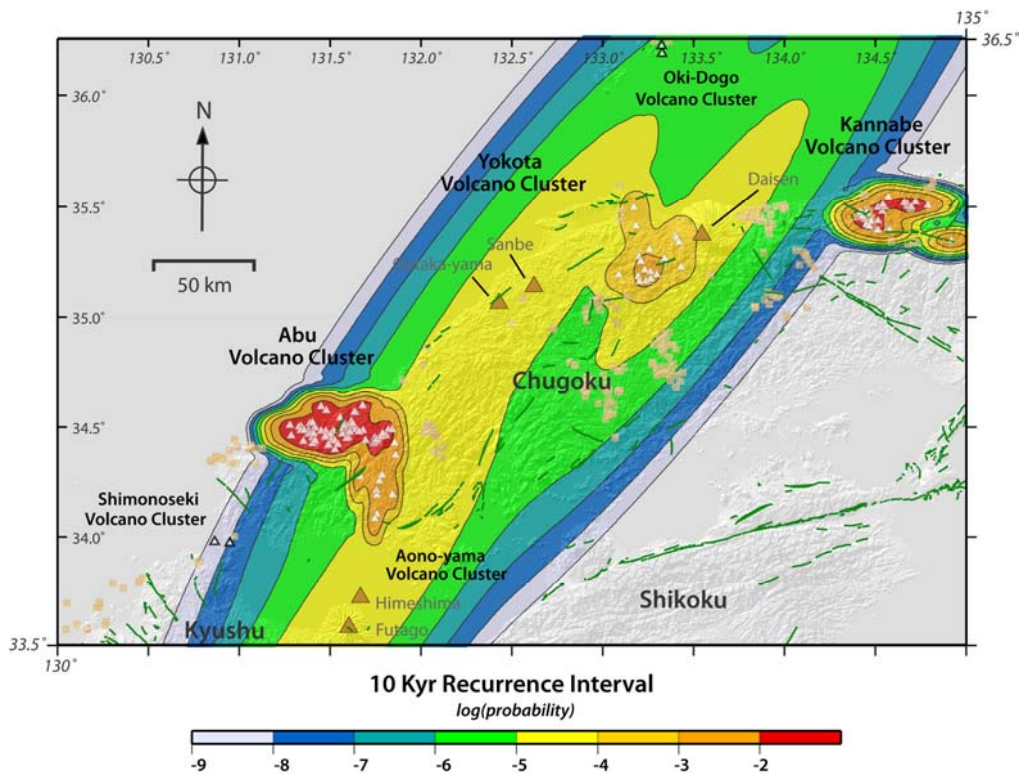 135°
36.5°
130.5°
131.0°
131.5°
132.0°
132.5°
133.0°
133.5°
134.0°
134.5°
36.0°
35.5°
35.0°
34.5°
34.0°
33.5°
130°
N
50 km
Oki-Dogo
Volcano Cluster
Kannabe
Volcano Cluster
Yokota
Volcano Cluster
Daisen
Sanbe
Abu
Volcano Cluster
Chugoku
Shimonoseki
Volcano Cluster
Aono-yama
Volcano Cluster
Himeshima
Futago
Kyushu
Shikoku
10 Kyr Recurrence Interval
log(probability)
-9 -8 -7 -6 -5 -4 -3 -2